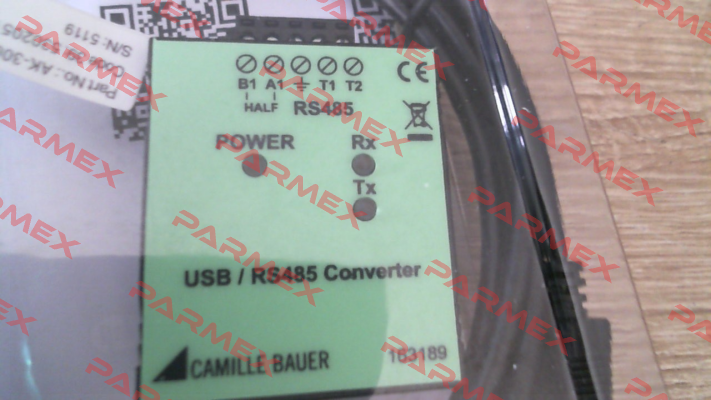 B1 A1 T1 T2
HALF RS485
CE
POWER
Rx
Tx
USB / RS485 Converter
CAMILLE BAUER
163189
S/N: 5119
PARMEX